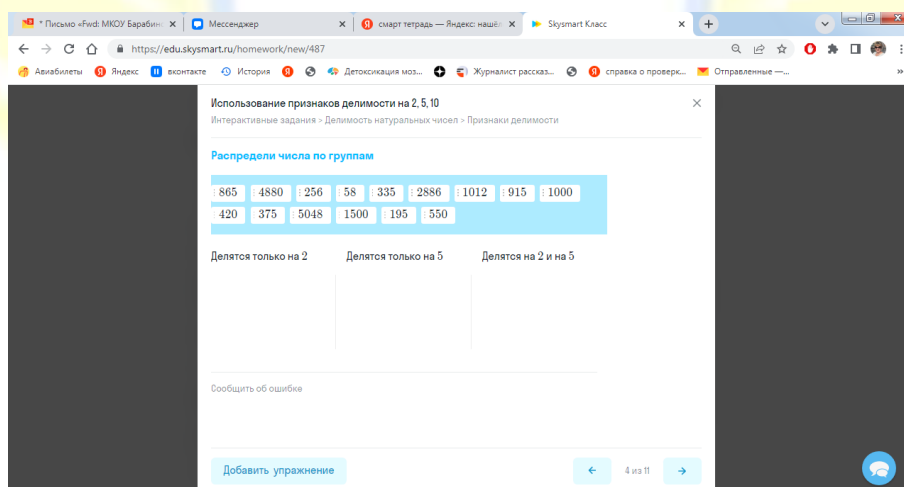 * Письмо «Fwd: МКОУ Барабин
Мессенджер
смарт тетрадь — Яндекс: нашёл
Skysmart Класс
https://edu.skysmart.ru/homework/new/487
Авиабилеты
Яндекс
вконтакте
История
Детоксикация моз...
Журналист рассказ...
справка о проверк...
Отправленные —...
Использование признаков делимости на 2, 5, 10
Интерактивные задания > Делимость натуральных чисел > Признаки делимости
Распредели числа по группам
865 4880 256 58 335 2886 1012 915 1000
420 375 5048 1500 195 550
Делятся только на 2
Делятся только на 5
Делятся на 2 и на 5
Сообщить об ошибке
Добавить упражнение
4 из 11